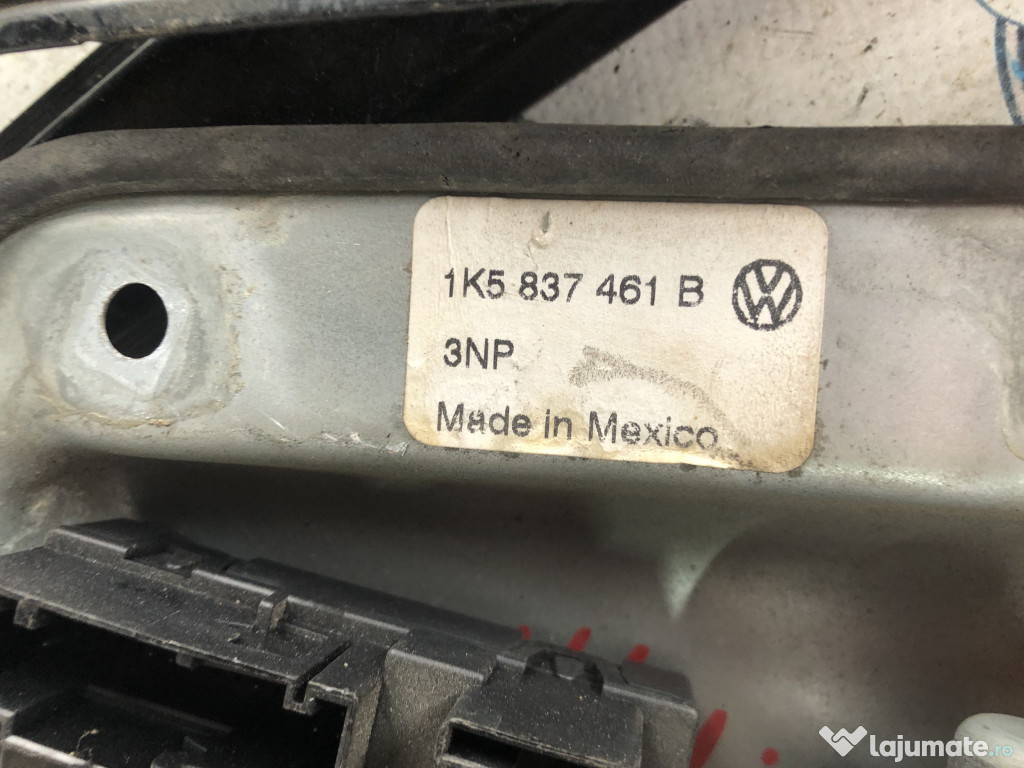 1K5 837 461 B
3NP
Made in Mexico
lajumate.ro